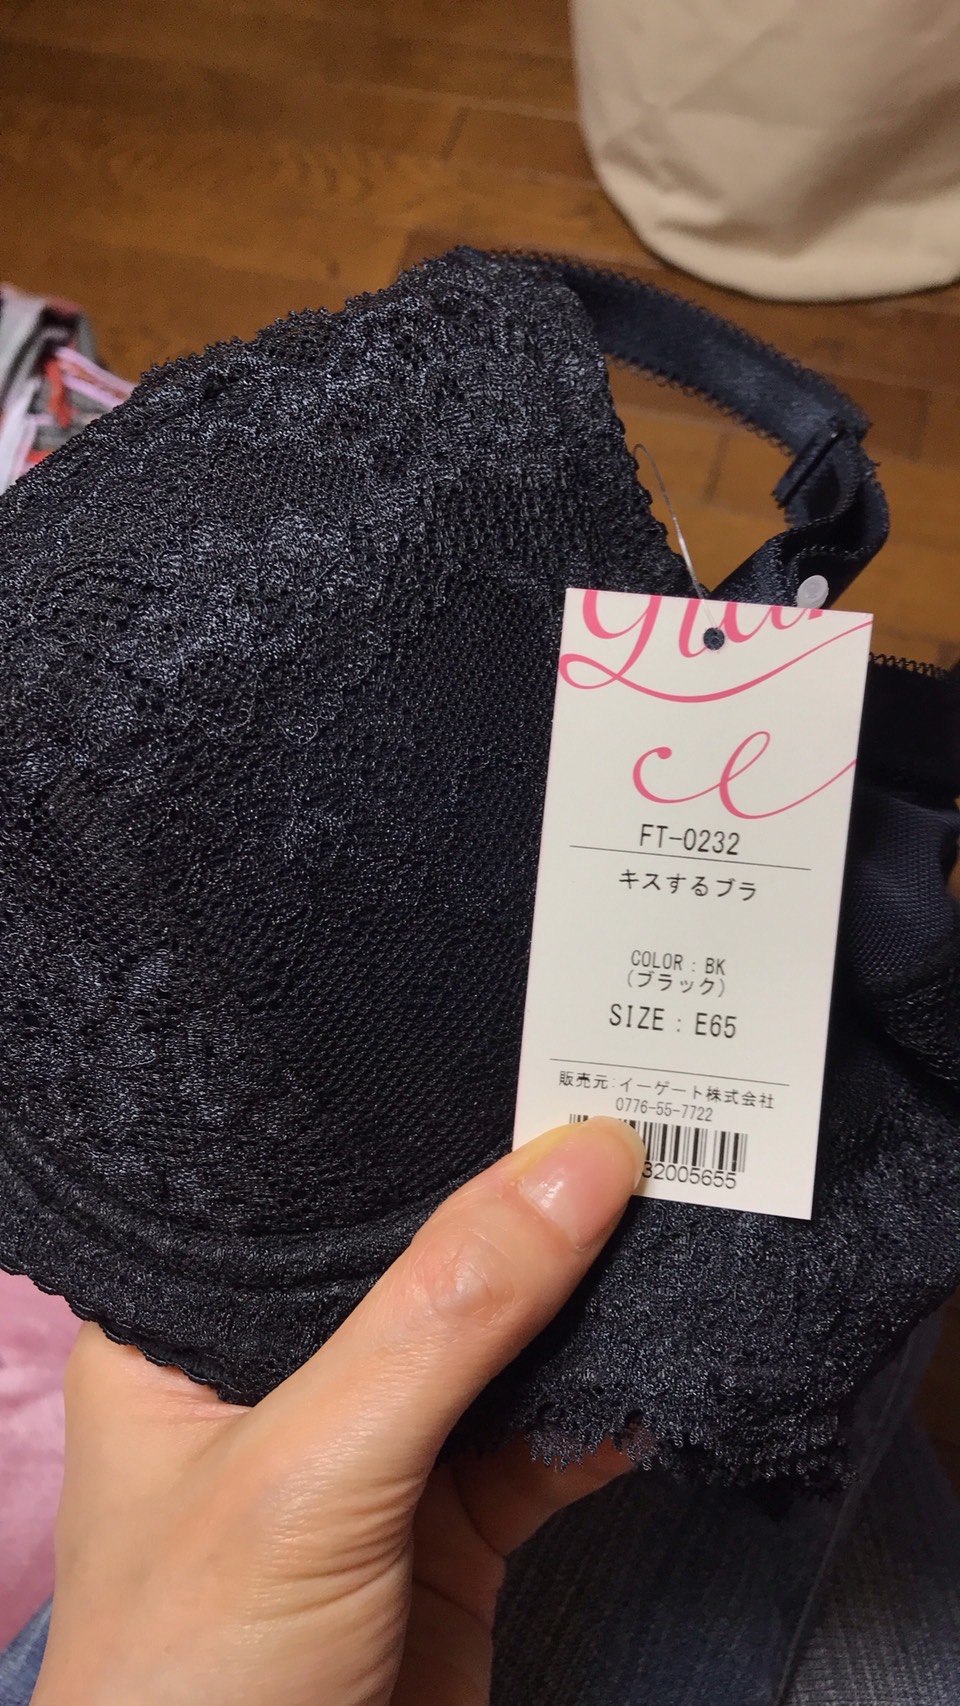 FT-0232
キスするブラ
COLOR : BK
(ブラック)
SIZE : E65
販売元:イーゲート株式会社
0776-55-7722
32005655